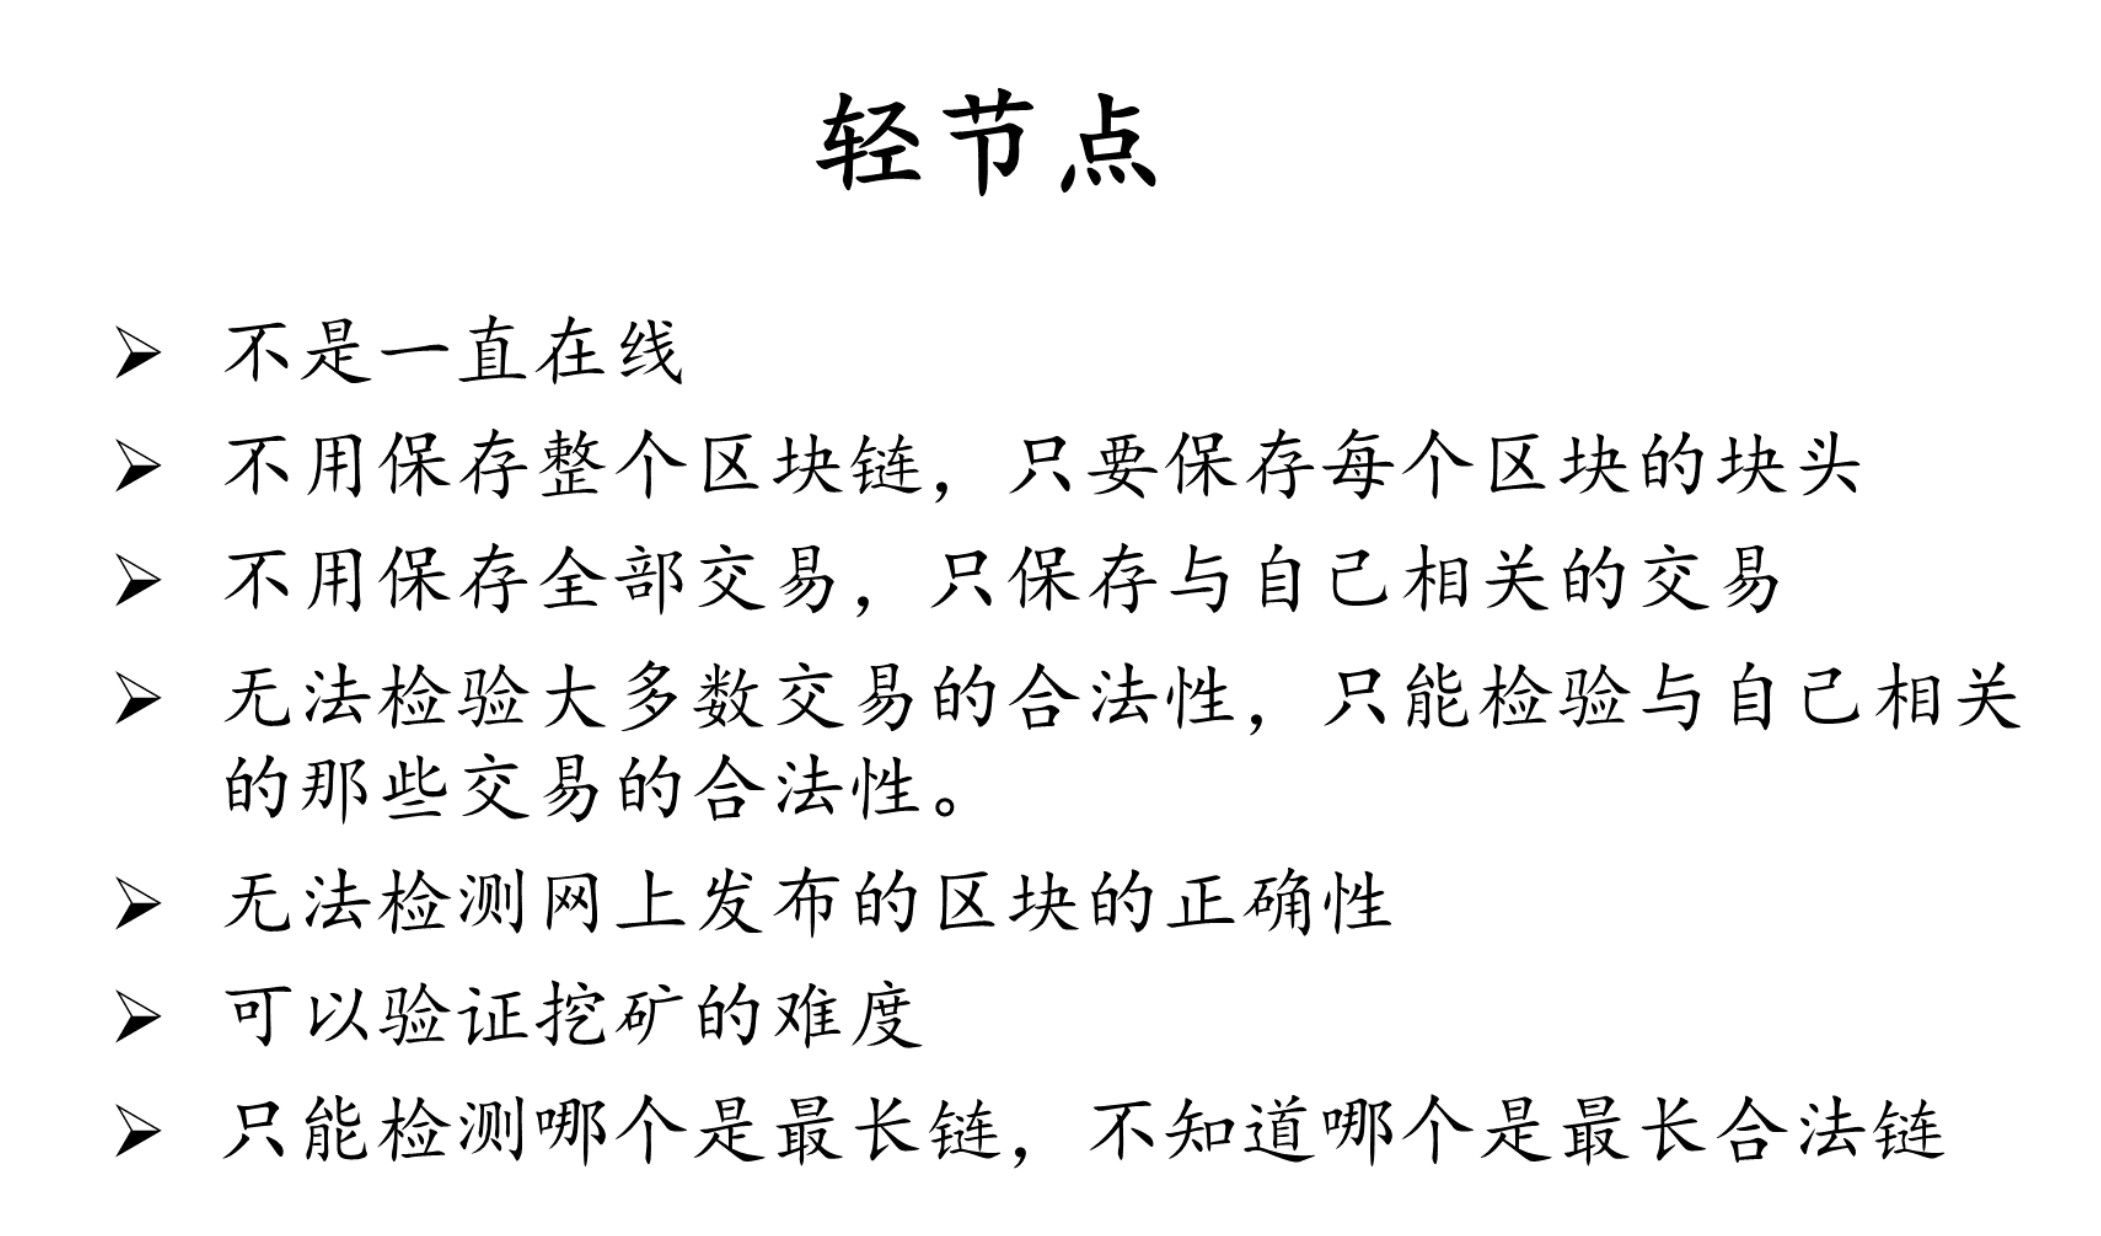 轻节点
➢ 不是一直在线
➢ 不用保存整个区块链，只要保存每个区块的块头
➢ 不用保存全部交易，只保存与自己相关的交易
➢ 无法检验大多数交易的合法性，只能检验与自己相关
的那些交易的合法性。
➢ 无法检测网上发布的区块的正确性
➢ 可以验证挖矿的难度
➢ 只能检测哪个是最长链，不知道哪个是最长合法链